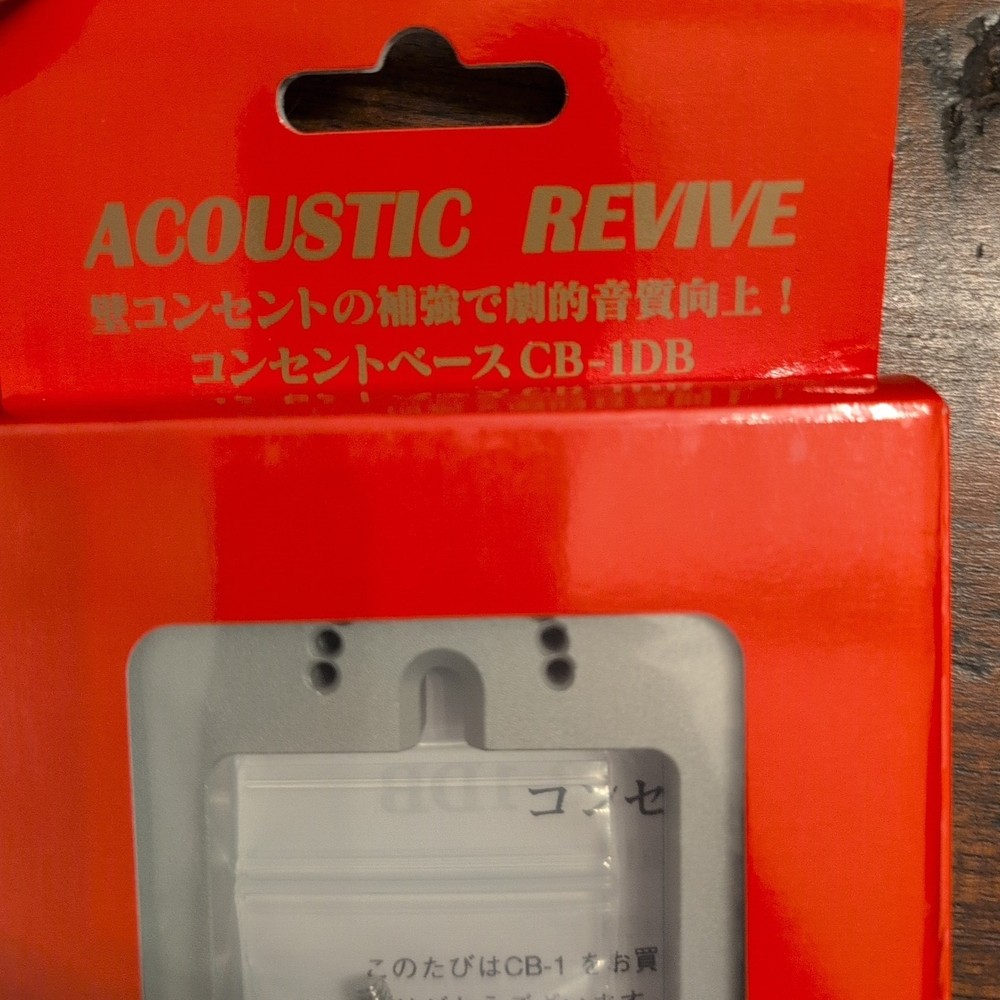 ACOUSTIC REVIVE
壁コンセントの補強で劇的音質向上！
コンセントベース CB-1DB
コンセ
このたびはCB-1 をお買